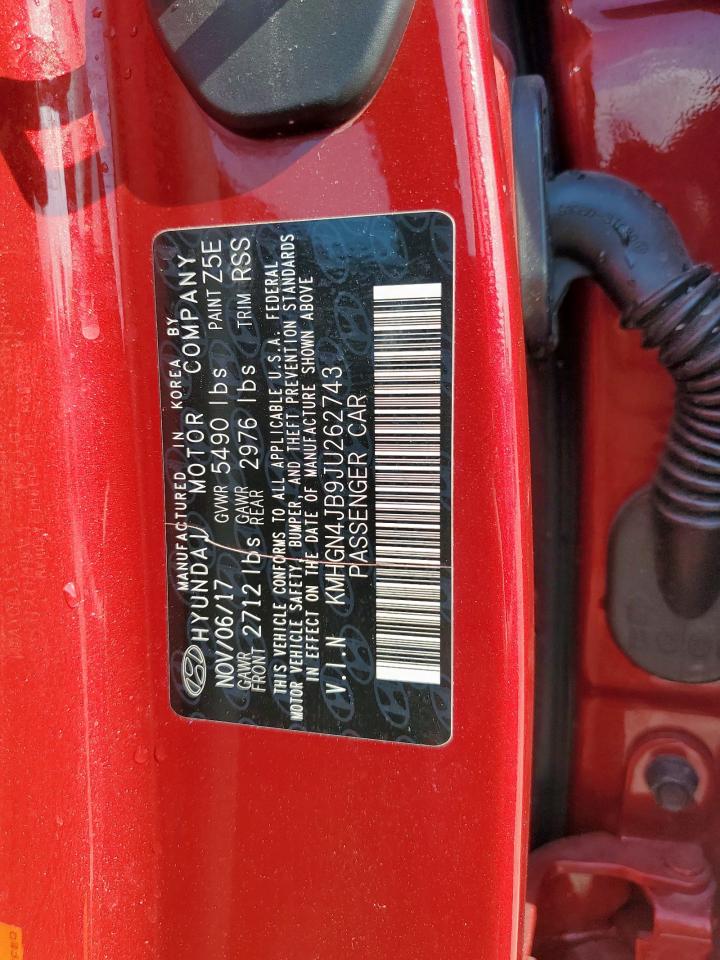 MANUFACTURED IN KOREA BY
HYUNDAI MOTOR COMPANY
NOV/06/17 GVWR 5490 lbs PAINT Z5E
GAWR FRONT 2712 lbs GAWR REAR 2976 lbs TRIM RSS
THIS VEHICLE CONFORMS TO ALL APPLICABLE U.S.A. FEDERAL
MOTOR VEHICLE SAFETY, BUMPER, AND THEFT PREVENTION STANDARDS
IN EFFECT ON THE DATE OF MANUFACTURE SHOWN ABOVE
V.I.N KMHGN4JB9JU262743
PASSENGER CAR